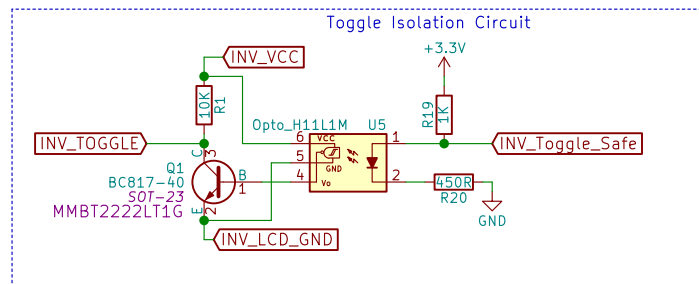 Toggle Isolation Circuit
INV_VCC
+3.3V
10K
R1
R19
1K
Opto_H11L1M
U5
INV_TOGGLE
INV_Toggle_Safe
C
3
6
VCC
1
5
GND
4
Vo
2
Q1
BC817-40
SOT-23
MMBT2222LT1G
B
1
E
2
450R
R20
GND
INV_LCD_GND